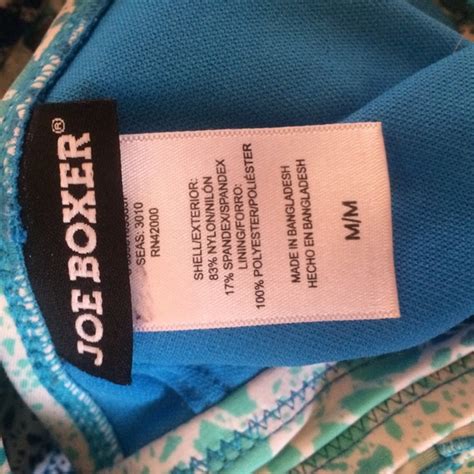 JOE BOXER®
SEAS: 3010
RN42000
SHELL/EXTERIOR:
83% NYLON/NILÓN
17% SPANDEX/SPANDEX
LINING/FORRO:
100% POLYESTER/POLIÉSTER
MADE IN BANGLADESH
HECHO EN BANGLADESH
M/M